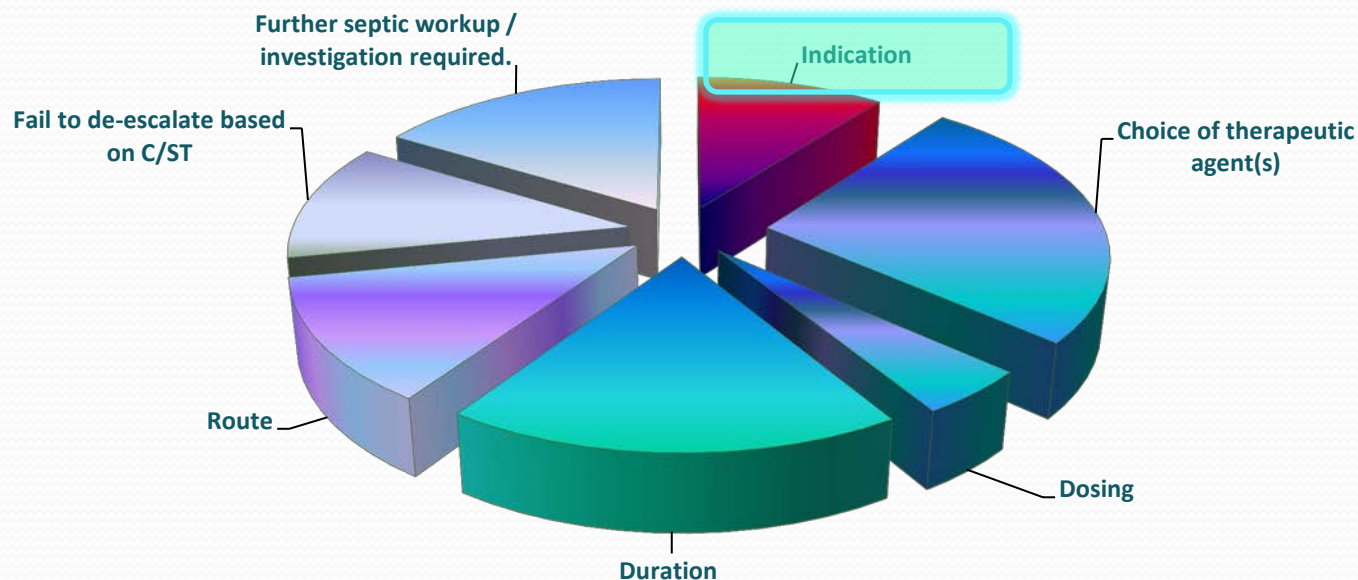 Further septic workup /
investigation required.
Indication
Fail to de-escalate based
on C/ST
Choice of therapeutic
agent(s)
Route
Dosing
Duration